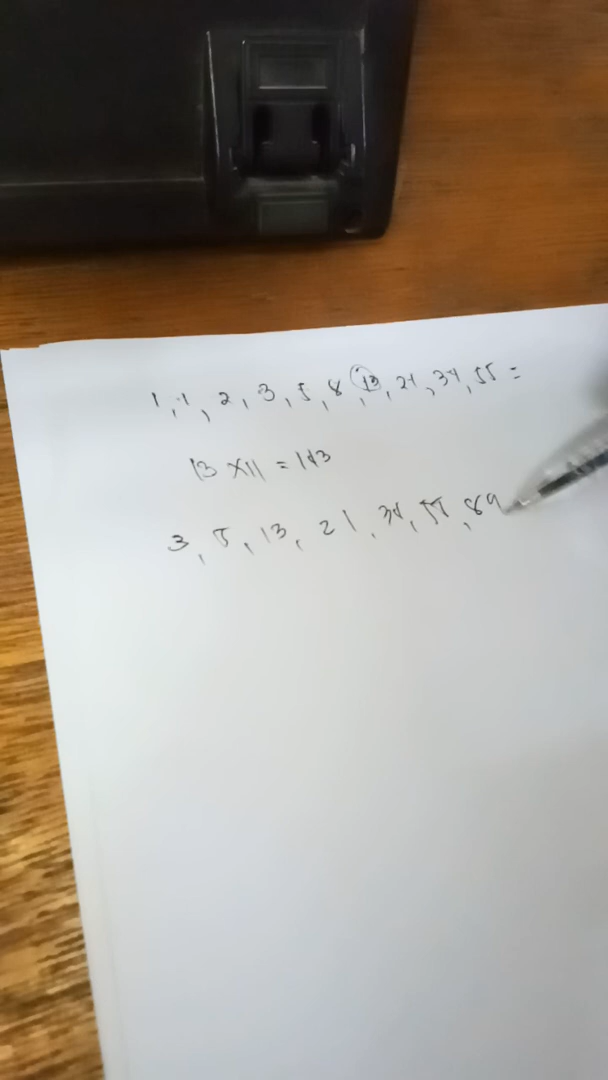 1, 1, 2, 3, 5, 8, 13, 21, 34, 55 =
13 x 11 = 143
3, 5, 13, 21, 34, 55, 89